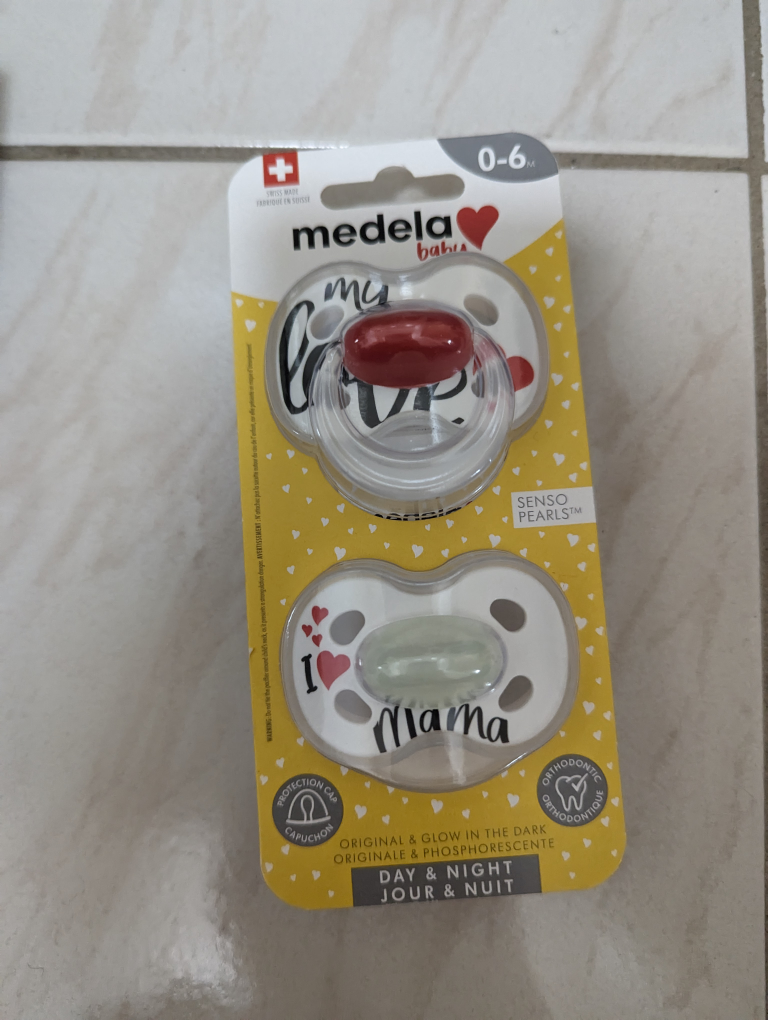 0-6M
SWISS MADE
FABRIQUÉ EN SUISSE
medela
baby
my
love
SENSO
PEARLS™
I
Mama
PROTECTION CAP
CAPUCHON
ORTHODONTIC
ORTHODONTIQUE
ORIGINAL & GLOW IN THE DARK
ORIGINALE & PHOSPHORESCENTE
DAY & NIGHT
JOUR & NUIT